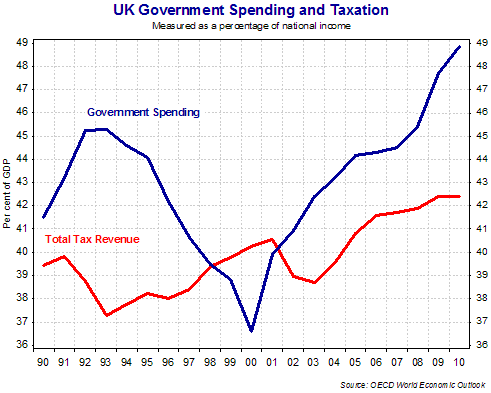 UK Government Spending and Taxation
Measured as a percentage of national income
49 49
48 48
47 47
46 46
Government Spending
45 45
44 44
43 43
Per cent of GDP
42 42
41 41
Total Tax Revenue
40 40
39 39
38 38
37 37
36 36
90 91 92 93 94 95 96 97 98 99 00 01 02 03 04 05 06 07 08 09 10
Source: OECD World Economic Outlook